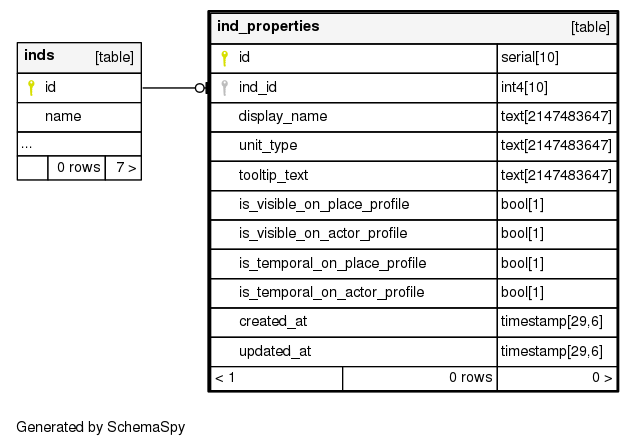 inds [table]
id
name
...
0 rows 7 >
ind_properties [table]
id serial[10]
ind_id int4[10]
display_name text[2147483647]
unit_type text[2147483647]
tooltip_text text[2147483647]
is_visible_on_place_profile bool[1]
is_visible_on_actor_profile bool[1]
is_temporal_on_place_profile bool[1]
is_temporal_on_actor_profile bool[1]
created_at timestamp[29,6]
updated_at timestamp[29,6]
< 1 0 rows 0 >
Generated by SchemaSpy